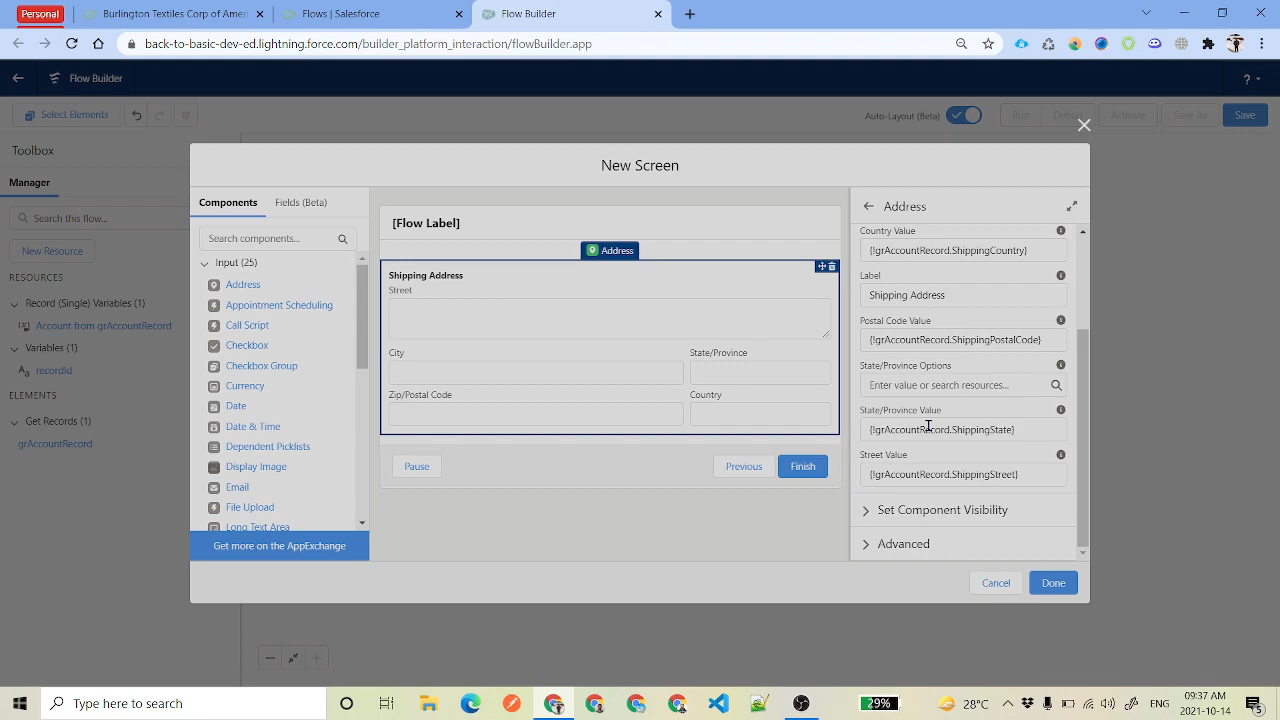 Personal
Burlington Textiles Corp of Amer
Flows | Salesforce
Flow Builder
back-to-basic-dev-ed.lightning.force.com/builder_platform_interaction/flowBuilder.app
Flow Builder
?
Select Elements
Auto-Layout (Beta)
Run
Debug
Activate
Save As
Save
Toolbox
Manager
Search this flow...
New Resource
RESOURCES
Record (Single) Variables (1)
Account from grAccountRecord
Variables (1)
recordId
ELEMENTS
Get Records (1)
grAccountRecord
New Screen
Components
Fields (Beta)
Search components...
Input (25)
Address
Appointment Scheduling
Call Script
Checkbox
Checkbox Group
Currency
Date
Date & Time
Dependent Picklists
Display Image
Email
File Upload
Long Text Area
Get more on the AppExchange
[Flow Label]
Address
Shipping Address
Street
City
State/Province
Zip/Postal Code
Country
Pause
Previous
Finish
Address
Country Value
{!grAccountRecord.ShippingCountry}
Label
Shipping Address
Postal Code Value
{!grAccountRecord.ShippingPostalCode}
State/Province Options
Enter value or search resources...
State/Province Value
{!grAccountRecord.ShippingState}
Street Value
{!grAccountRecord.ShippingStreet}
Set Component Visibility
Advanced
Cancel
Done
Type here to search
29%
28°C
09:37 AM
2021-10-14
5